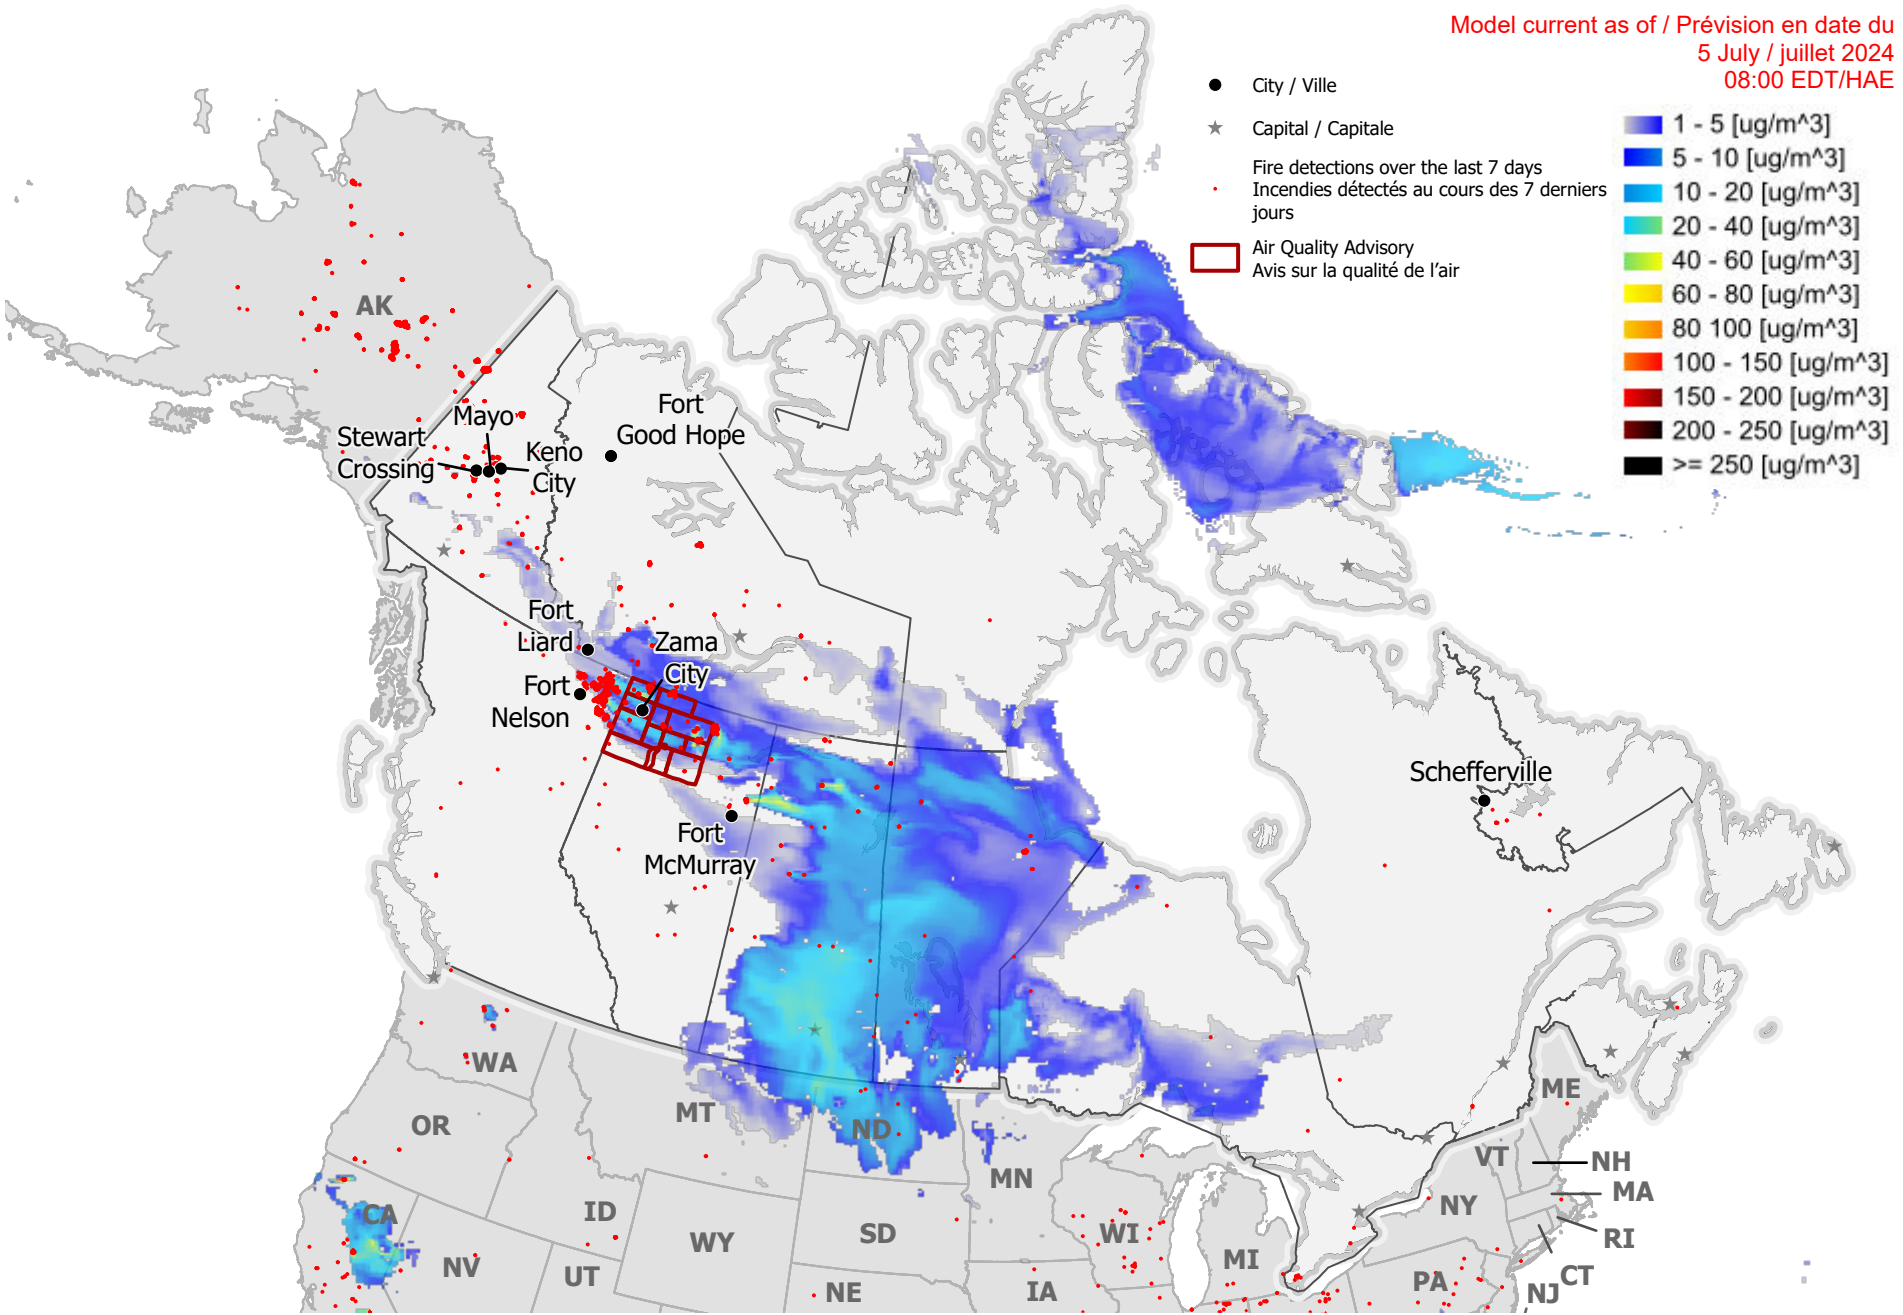 Model current as of / Prévision en date du
5 July / juillet 2024
08:00 EDT/HAE
City / Ville
Capital / Capitale
Fire detections over the last 7 days
Incendies détectés au cours des 7 derniers
jours
Air Quality Advisory
Avis sur la qualité de l'air
1 - 5 [ug/m^3]
5 - 10 [ug/m^3]
10 - 20 [ug/m^3]
20 - 40 [ug/m^3]
40 - 60 [ug/m^3]
60 - 80 [ug/m^3]
80 100 [ug/m^3]
100 - 150 [ug/m^3]
150 - 200 [ug/m^3]
200 - 250 [ug/m^3]
>= 250 [ug/m^3]
AK
Mayo
Stewart
Crossing
Keno
City
Fort
Good Hope
Fort
Liard
Zama
City
Fort
Nelson
Fort
McMurray
Schefferville
WA
OR
MT
ND
MN
ID
WY
SD
WI
MI
CA
NV
UT
NE
IA
ME
VT
NH
MA
NY
RI
CT
PA
NJ